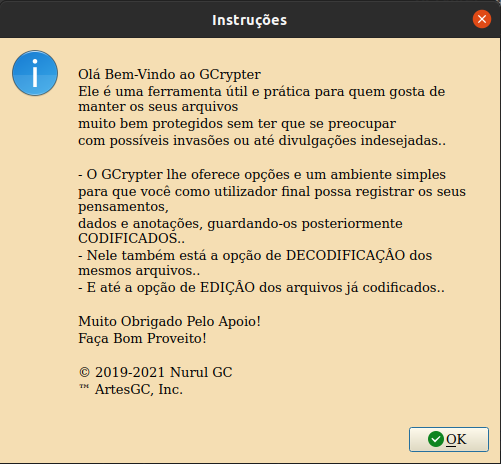 Instruções
Olá Bem-Vindo ao GCrypter
Ele é uma ferramenta útil e prática para quem gosta de
manter os seus arquivos
muito bem protegidos sem ter que se preocupar
com possíveis invasões ou até divulgações indesejadas..
- O GCrypter lhe oferece opções e um ambiente simples
para que você como utilizador final possa registrar os seus
pensamentos,
dados e anotações, guardando-os posteriormente
CODIFICADOS..
- Nele também está a opção de DECODIFICAÇÂO dos
mesmos arquivos..
- E até a opção de EDIÇÂO dos arquivos já codificados..
Muito Obrigado Pelo Apoio!
Faça Bom Proveito!
© 2019-2021 Nurul GC
™ ArtesGC, Inc.
OK